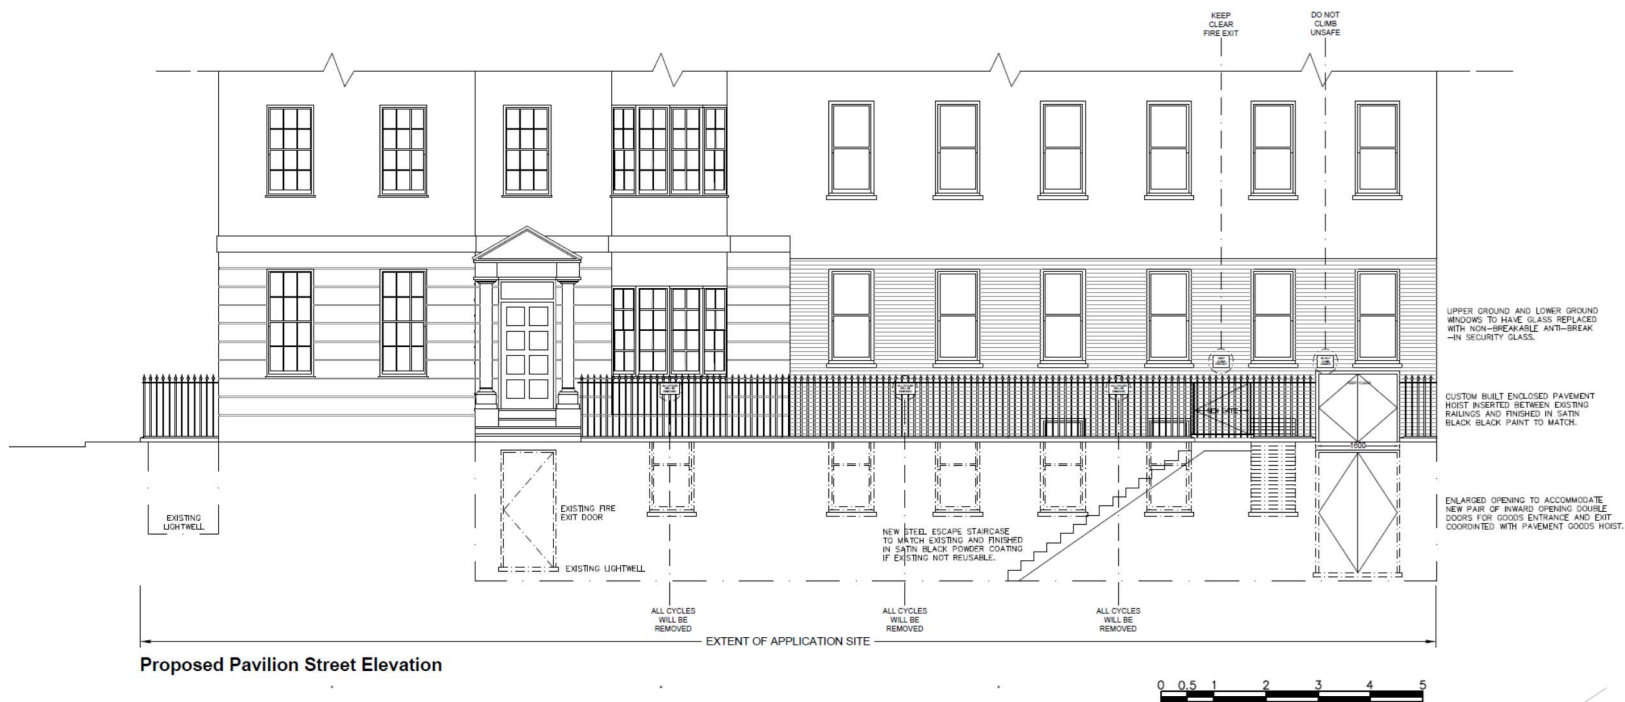 KEEP
CLEAR
FIRE EXIT
DO NOT
CLIMB
UNSAFE
UPPER GROUND AND LOWER GROUND
WINDOWS TO HAVE GLASS REPLACED
WITH NON-BREAKABLE ANTI-BREAK
-IN SECURITY GLASS.
CUSTOM BUILT ENCLOSED PAVEMENT
HOIST INSERTED BETWEEN EXISTING
RAILINGS AND FINISHED IN SATIN
BLACK BLACK PAINT TO MATCH.
NEW GATE
KEEP CLEAR
1600
EXISTING
LIGHTWELL
EXISTING FIRE
EXIT DOOR
EXISTING LIGHTWELL
NEW STEEL ESCAPE STAIRCASE
TO MATCH EXISTING AND FINISHED
IN SATIN BLACK POWDER COATING
IF EXISTING NOT REUSABLE.
ENLARGED OPENING TO ACCOMMODATE
NEW PAIR OF INWARD OPENING DOUBLE
DOORS FOR GOODS ENTRANCE AND EXIT
COORDINTED WITH PAVEMENT GOODS HOIST.
ALL CYCLES
WILL BE
REMOVED
ALL CYCLES
WILL BE
REMOVED
ALL CYCLES
WILL BE
REMOVED
EXTENT OF APPLICATION SITE
Proposed Pavilion Street Elevation
0 0.5 1 2 3 4 5